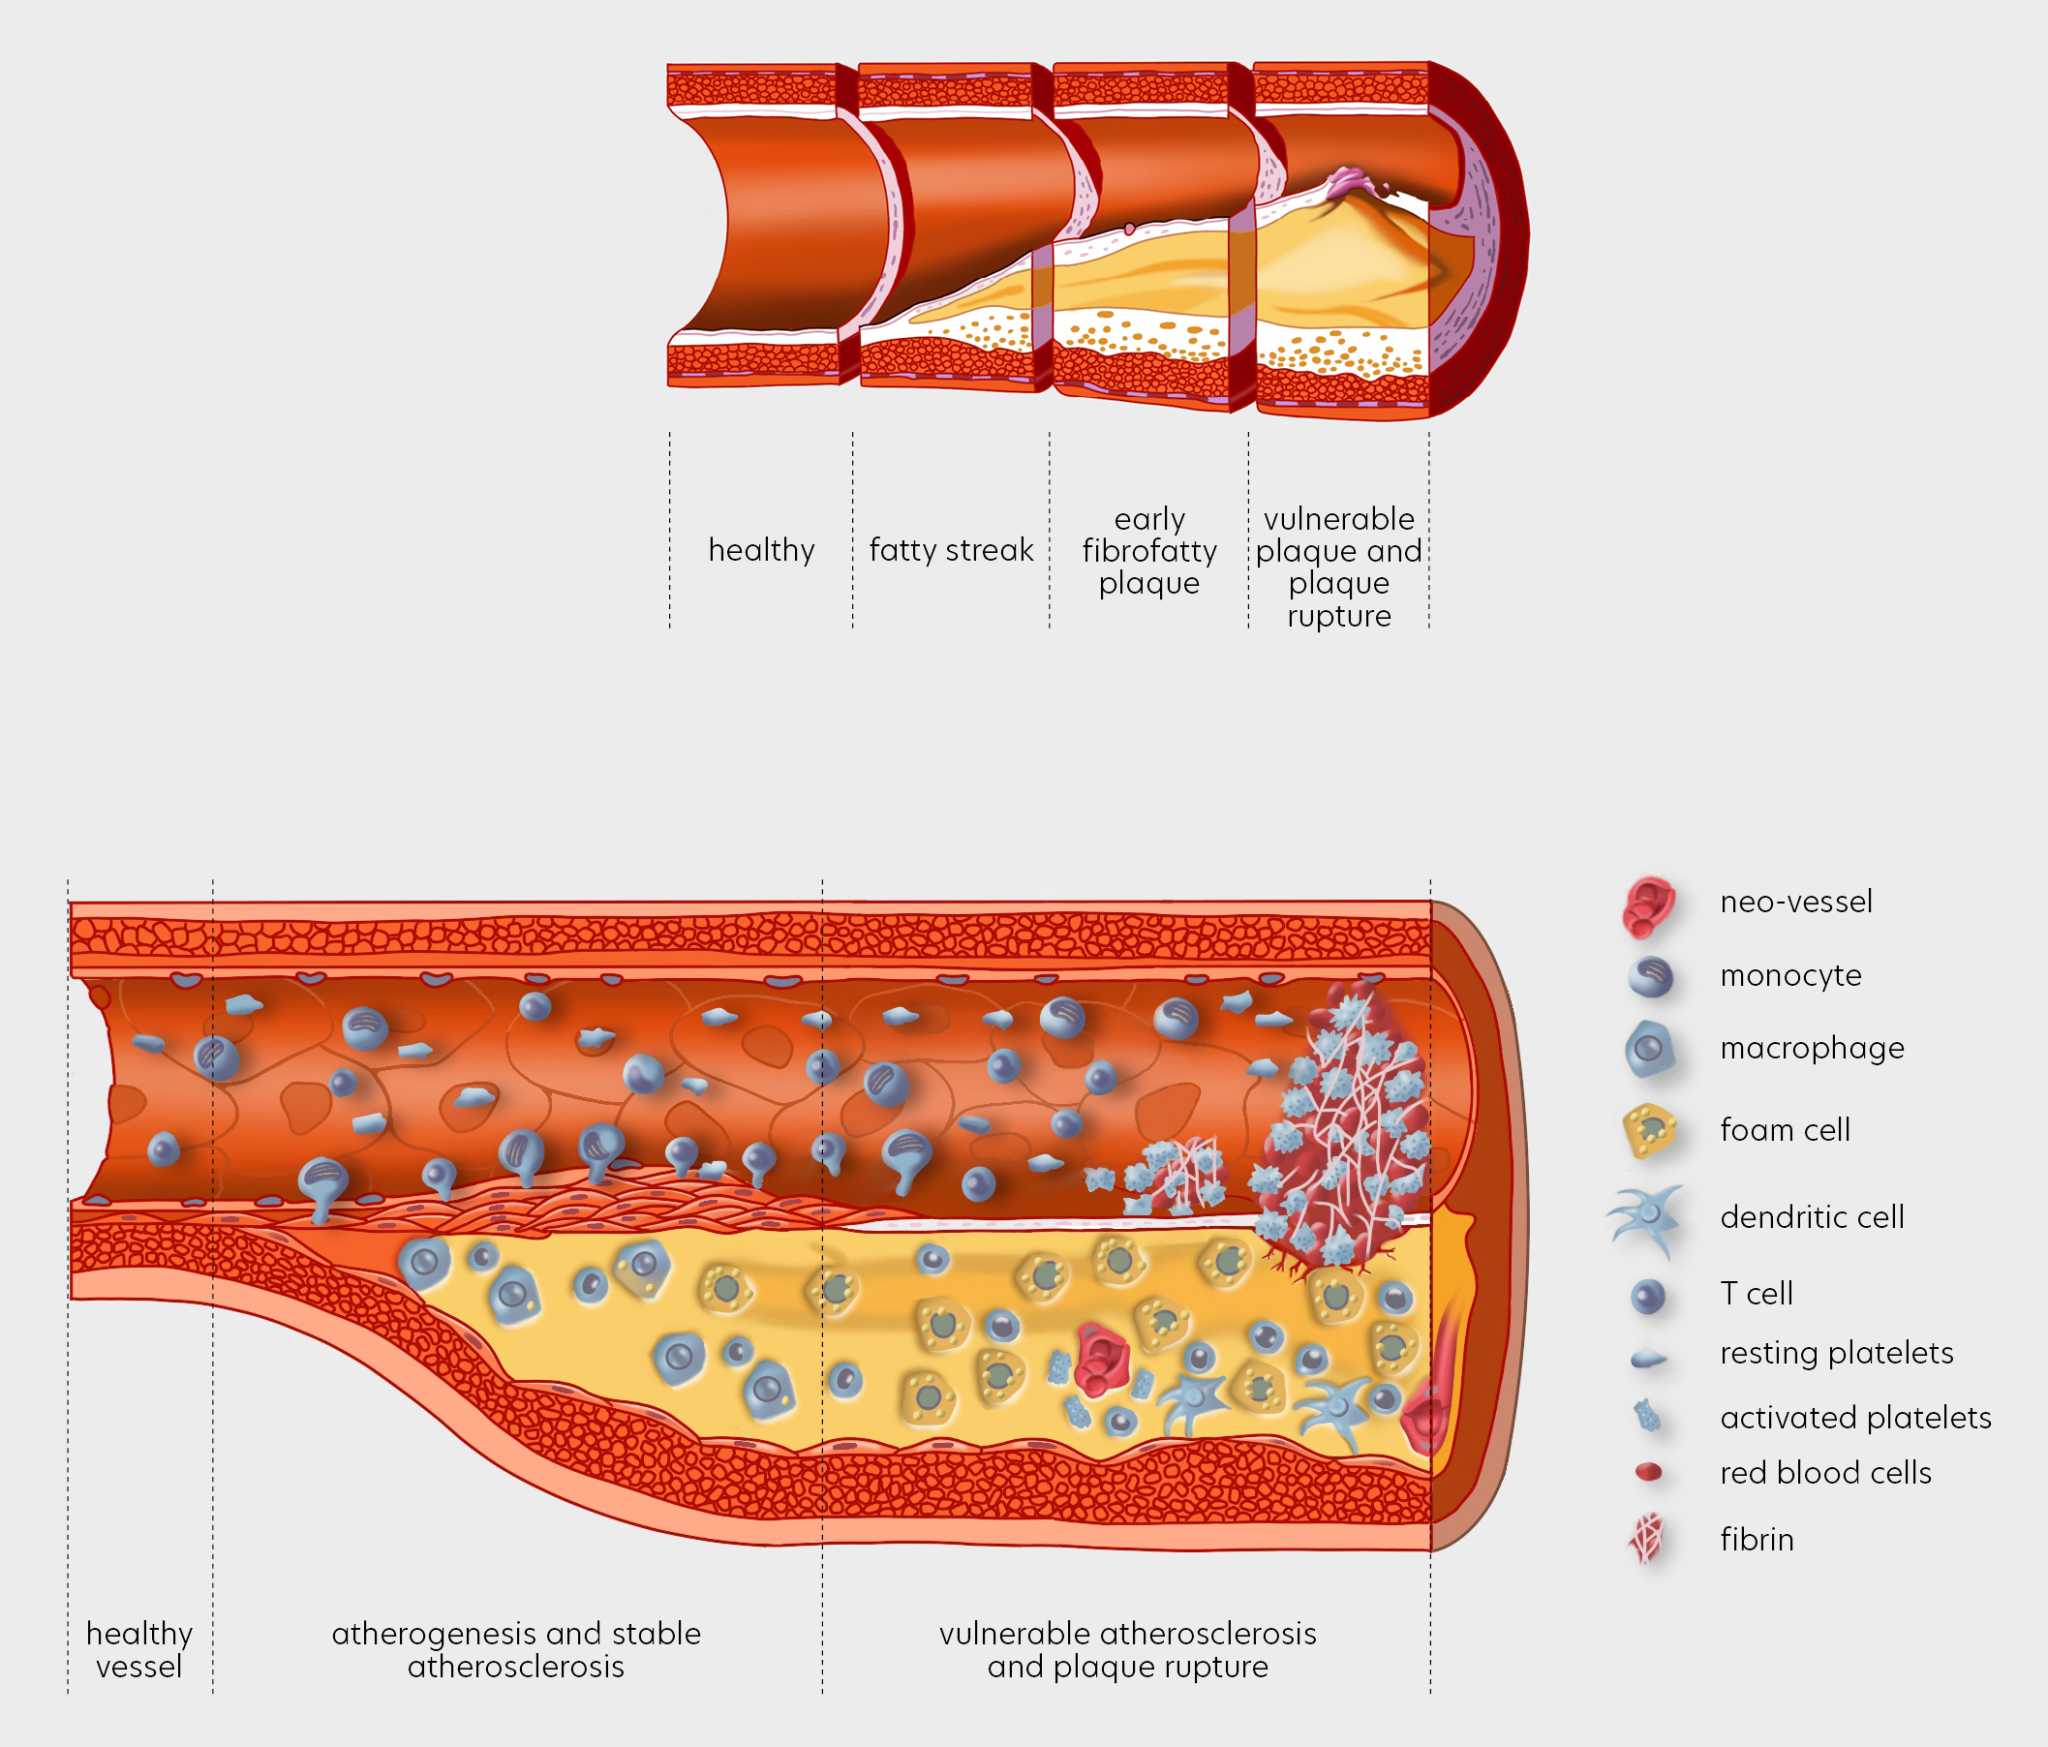 healthy
fatty streak
early
fibrofatty
plaque
vulnerable
plaque and
plaque
rupture
neo-vessel
monocyte
macrophage
foam cell
dendritic cell
T cell
resting platelets
activated platelets
red blood cells
fibrin
healthy
vessel
atherogenesis and stable
atherosclerosis
vulnerable atherosclerosis
and plaque rupture